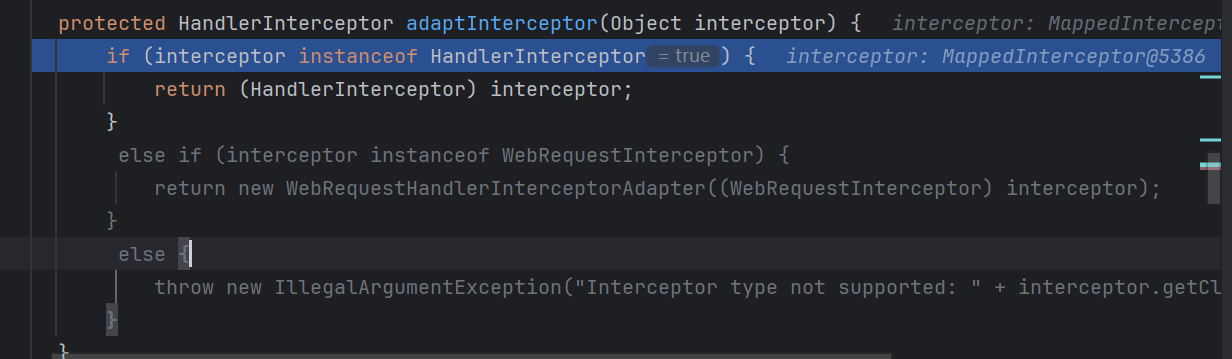 protected HandlerInterceptor adaptInterceptor(Object interceptor) { interceptor: MappedIntercept
if (interceptor instanceof HandlerInterceptor = true ) { interceptor: MappedInterceptor@5386
return (HandlerInterceptor) interceptor;
}
else if (interceptor instanceof WebRequestInterceptor) {
return new WebRequestHandlerInterceptorAdapter((WebRequestInterceptor) interceptor);
}
else {
throw new IllegalArgumentException("Interceptor type not supported: " + interceptor.getCl
}
}